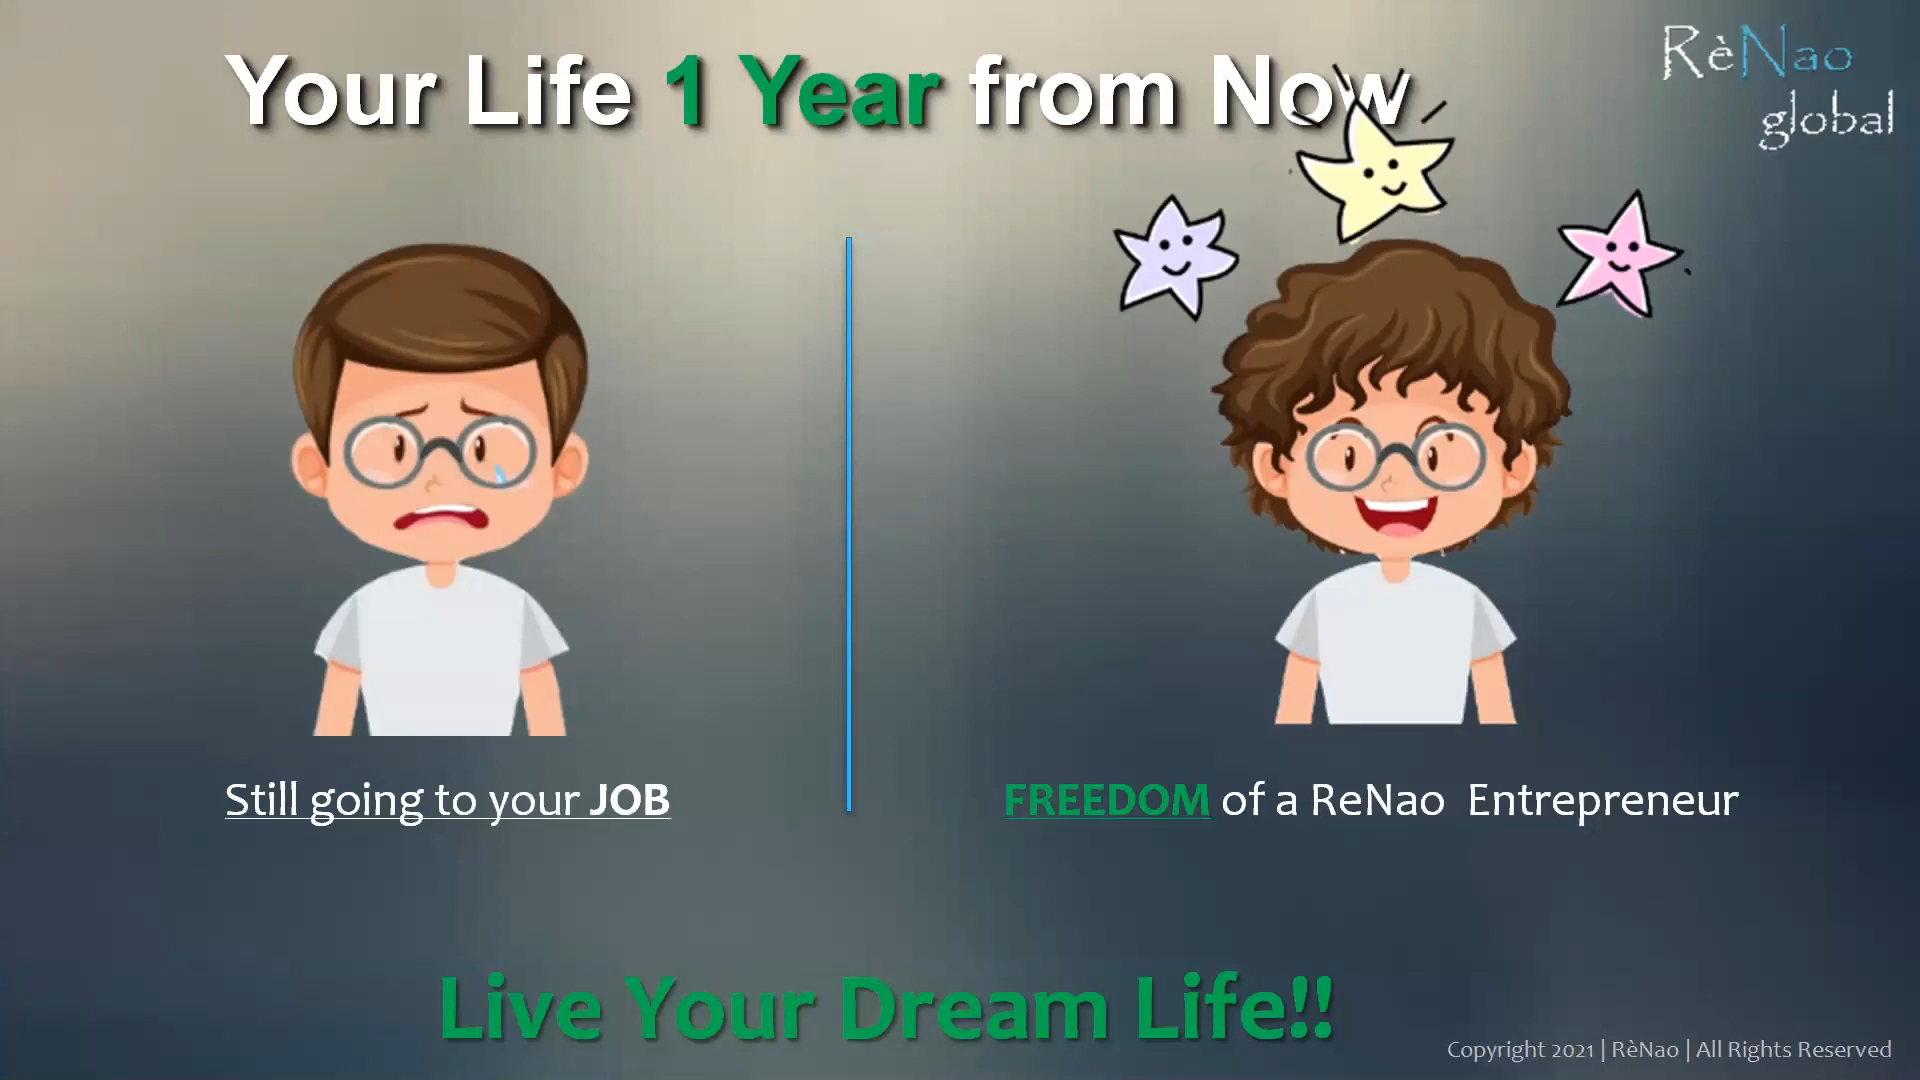 Your Life 1 Year from Now
RèNao
global
Still going to your JOB
FREEDOM of a ReNao  Entrepreneur
Live Your Dream Life!!
Copyright 2021 | RèNao | All Rights Reserved